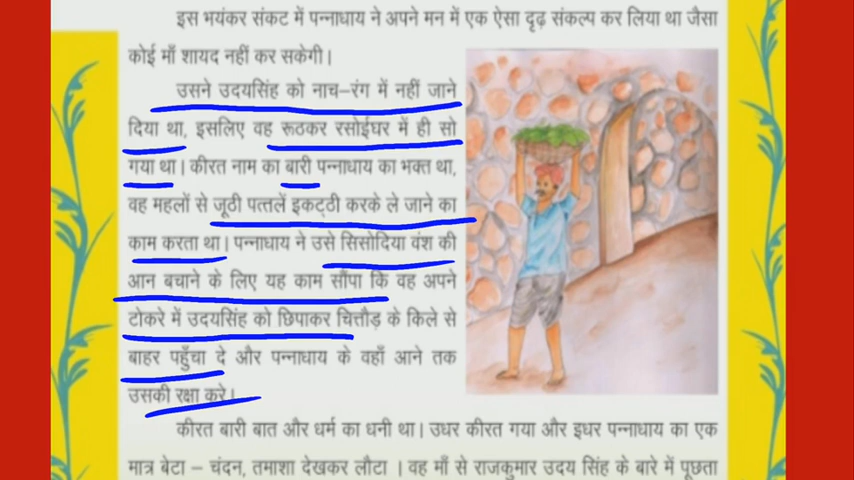 इस भयंकर संकट में पन्नाधाय ने अपने मन में एक ऐसा दृढ़ संकल्प कर लिया था जैसा
कोई माँ शायद नहीं कर सकेगी।
उसने उदयसिंह को नाच–रंग में नहीं जाने
दिया था, इसलिए वह रूठकर रसोईघर में ही सो
गया था। कीरत नाम का बारी पन्नाधाय का भक्त था,
वह महलों से जूठी पत्तलें इकट्ठी करके ले जाने का
काम करता था। पन्नाधाय ने उसे सिसोदिया वंश की
आन बचाने के लिए यह काम सौंपा कि वह अपने
टोकरे में उदयसिंह को छिपाकर चित्तौड़ के किले से
बाहर पहुँचा दे और पन्नाधाय के वहाँ आने तक
उसकी रक्षा करे।
कीरत बारी बात और धर्म का धनी था। उधर कीरत गया और इधर पन्नाधाय का एक
मात्र बेटा – चंदन, तमाशा देखकर लौटा । वह माँ से राजकुमार उदय सिंह के बारे में पूछता